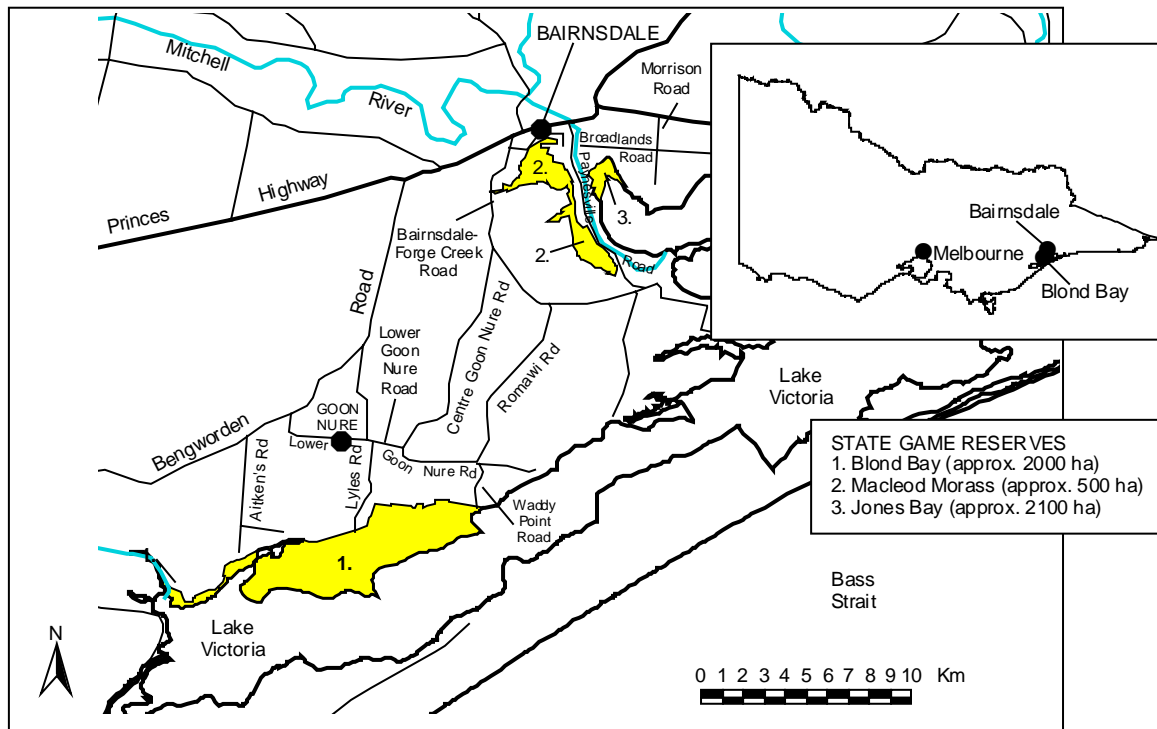 BAIRNSDALE
Mitchell
River
Morrison
Road
Broadlands
Road
Paynesville
Road
Princes
Highway
2.
3.
2.
Bairnsdale-
Forge Creek
Road
Bairnsdale
Melbourne
Blond Bay
Road
Lower
Goon
Nure
Road
Centre Goon Nure Rd
Romawi Rd
Lake
Victoria
GOON
NURE
Bengworden
Lower
Goon
Nure Rd
Aitken's Rd
Lyles Rd
Waddy
Point
Road
STATE GAME RESERVES
1. Blond Bay (approx. 2000 ha)
2. Macleod Morass (approx. 500 ha)
3. Jones Bay (approx. 2100 ha)
1.
Bass
Strait
Lake
Victoria
N
0 1 2 3 4 5 6 7 8 9 10 Km